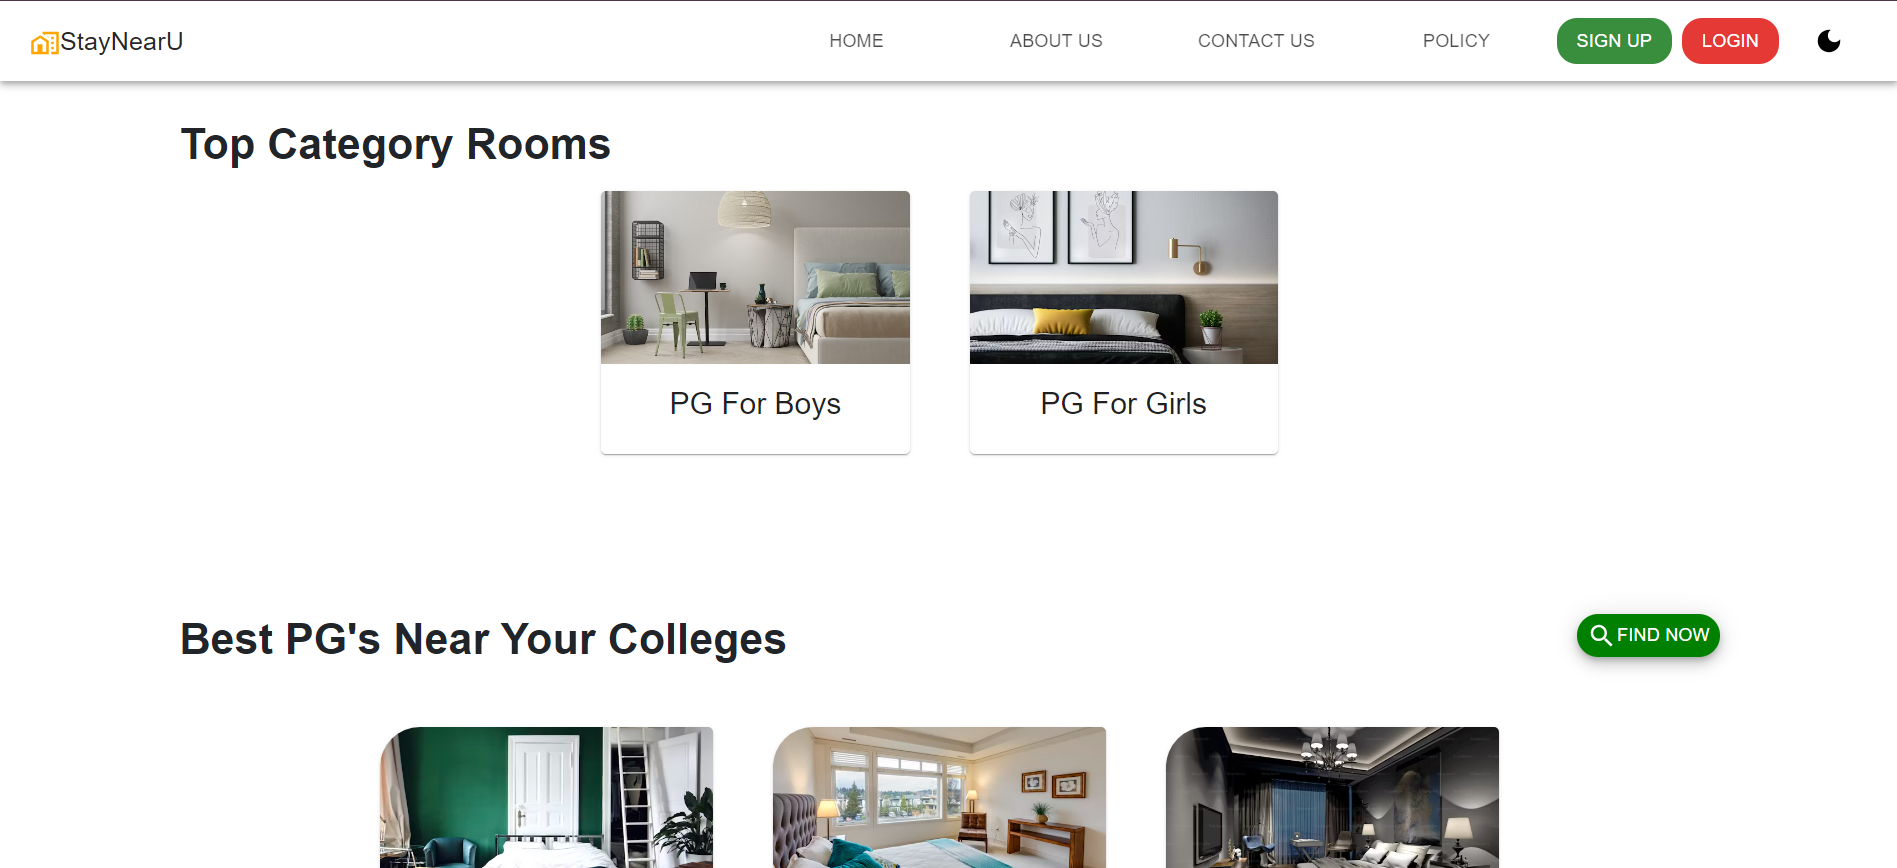 StayNearU
HOME
ABOUT US
CONTACT US
POLICY
SIGN UP
LOGIN
Top Category Rooms
PG For Boys
PG For Girls
Best PG's Near Your Colleges
FIND NOW